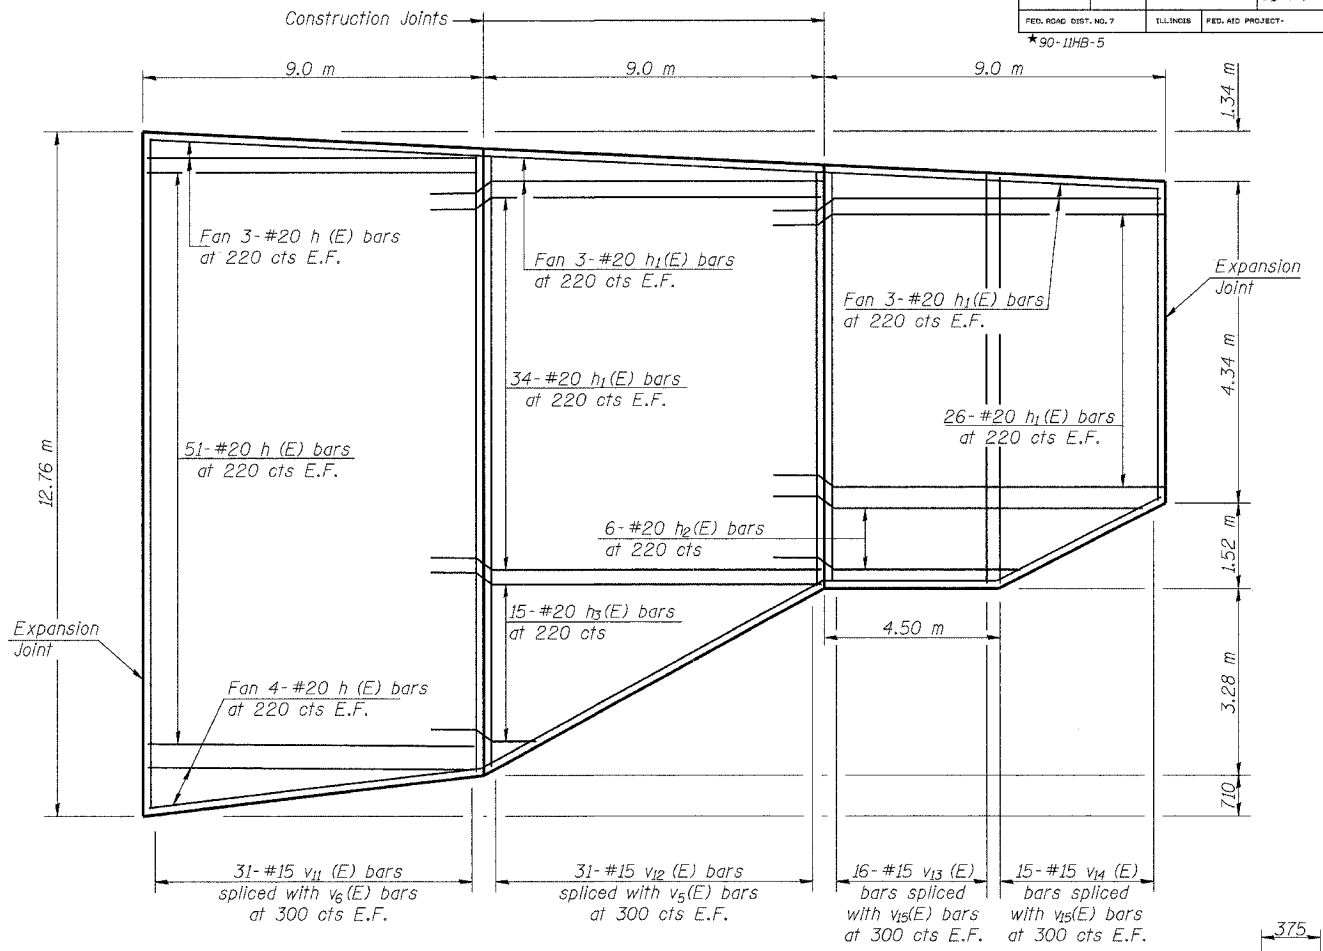 Construction Joints
FED. ROAD DIST. NO. 7 ILLINOIS FED. AID PROJECT-
★90-11HB-5
9.0 m 9.0 m 9.0 m
1.34 m
Fan 3-#20 h (E) bars
at 220 cts E.F.
Fan 3-#20 h1(E) bars
at 220 cts E.F.
Fan 3-#20 h1(E) bars
at 220 cts E.F.
Expansion
Joint
34-#20 h1(E) bars
at 220 cts E.F.
4.34 m
26-#20 h1(E) bars
at 220 cts E.F.
51-#20 h (E) bars
at 220 cts E.F.
12.76 m
6-#20 h2(E) bars
at 220 cts
1.52 m
15-#20 h3(E) bars
at 220 cts
4.50 m
Expansion
Joint
3.28 m
Fan 4-#20 h (E) bars
at 220 cts E.F.
710
31-#15 v11 (E) bars
spliced with v6(E) bars
at 300 cts E.F.
31-#15 v12 (E) bars
spliced with v5(E) bars
at 300 cts E.F.
16-#15 v13 (E)
bars spliced
with v15(E) bars
at 300 cts E.F.
15-#15 v14 (E)
bars spliced
with v15(E) bars
at 300 cts E.F.
375